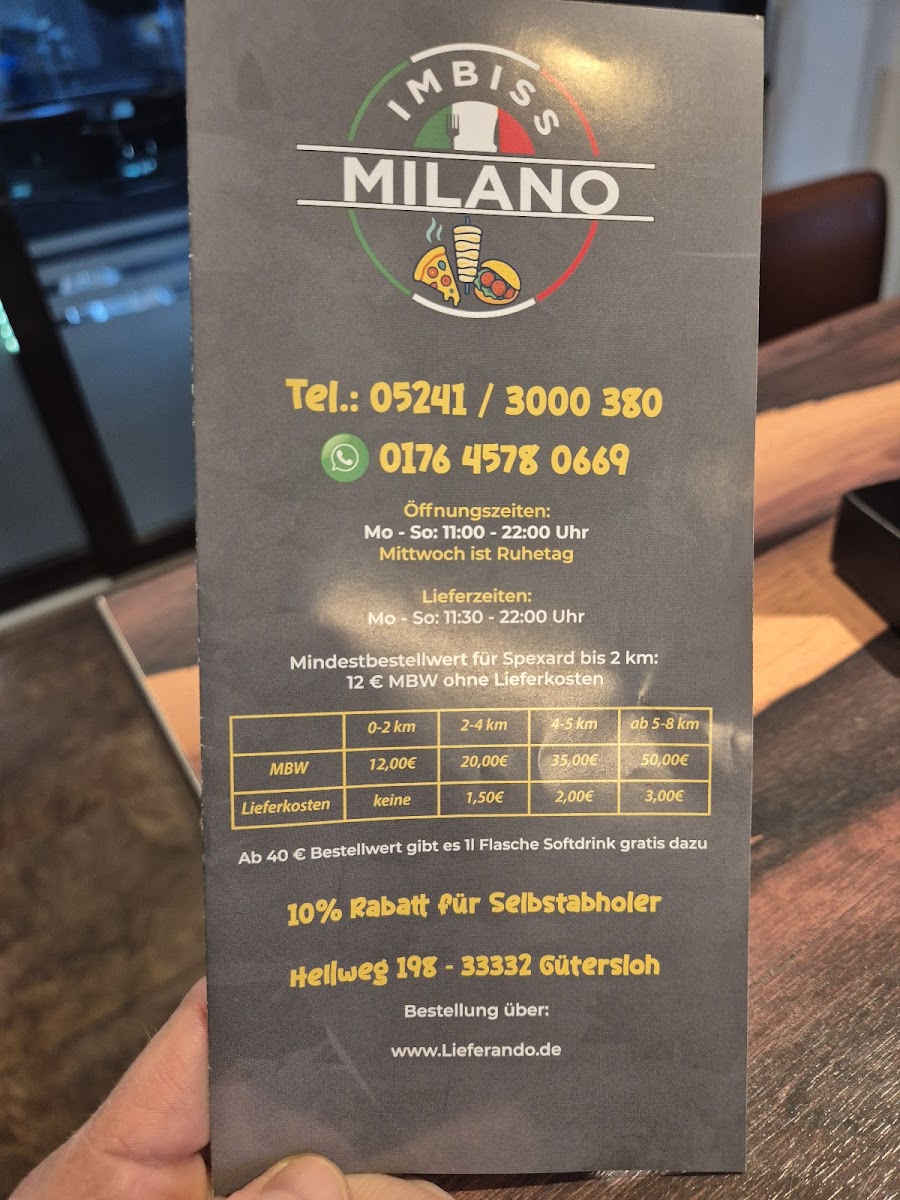 IMBISS
MILANO
Tel.: 05241 / 3000 380
0176 4578 0669
Öffnungszeiten:
Mo - So: 11:00 - 22:00 Uhr
Mittwoch ist Ruhetag
Lieferzeiten:
Mo - So: 11:30 - 22:00 Uhr
Mindestbestellwert für Spexard bis 2 km:
12 € MBW ohne Lieferkosten
0-2 km 2-4 km 4-5 km ab 5-8 km
MBW 12,00€ 20,00€ 35,00€ 50,00€
Lieferkosten keine 1,50€ 2,00€ 3,00€
Ab 40 € Bestellwert gibt es 1l Flasche Softdrink gratis dazu
10% Rabatt für Selbstabholer
Hellweg 198 - 33332 Gütersloh
Bestellung über:
www.Lieferando.de